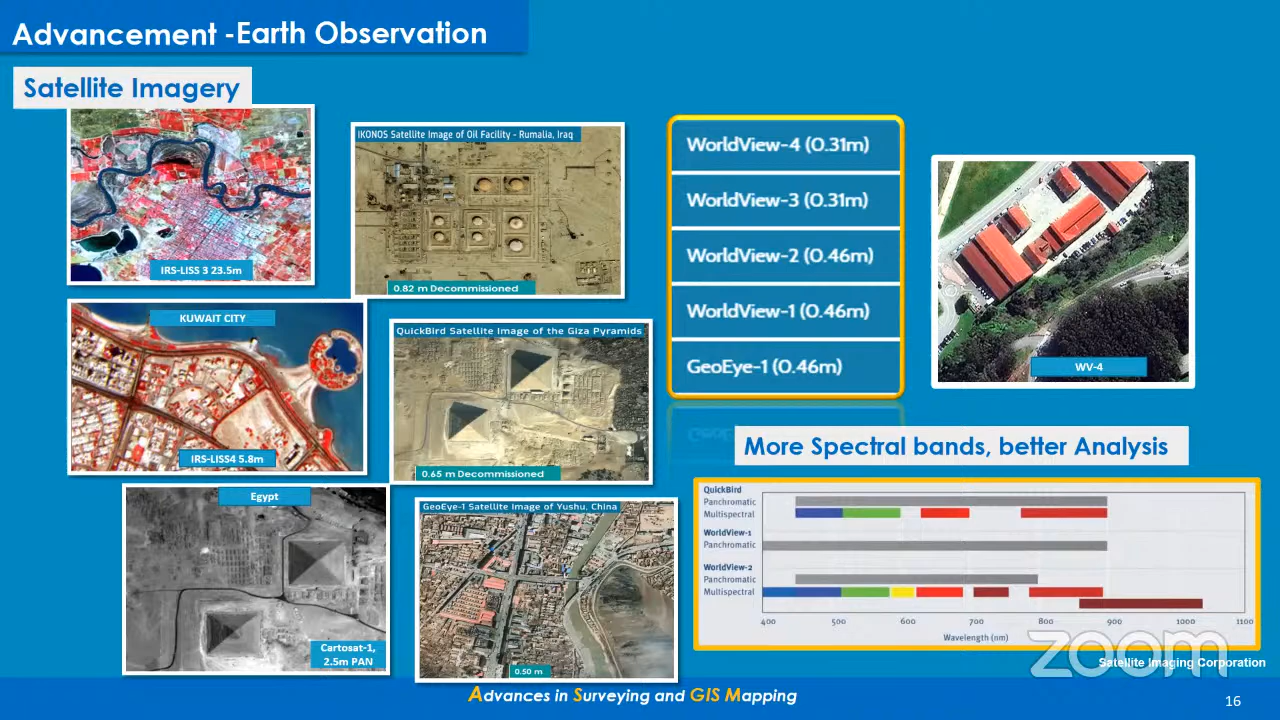 Advancement -Earth Observation
Satellite Imagery
IRS-LISS 3 23.5m
KUWAIT CITY
IRS-LISS4 5.8m
Egypt
Cartosat-1,
2.5m PAN
IKONOS Satellite Image of Oil Facility - Rumalia, Iraq
0.82 m Decommissioned
QuickBird Satellite Image of the Giza Pyramids
0.65 m Decommissioned
GeoEye-1 Satellite Image of Yushu, China
0.50 m
WorldView-4 (0.31m)
WorldView-3 (0.31m)
WorldView-2 (0.46m)
WorldView-1 (0.46m)
GeoEye-1 (0.46m)
WV-4
More Spectral bands, better Analysis
QuickBird
Panchromatic
Multispectral
WorldView-1
Panchromatic
WorldView-2
Panchromatic
Multispectral
400 500 600 700 800 900 1000 1100
Wavelength (nm)
zoom
Satellite Imaging Corporation
Advances in Surveying and GIS Mapping
16